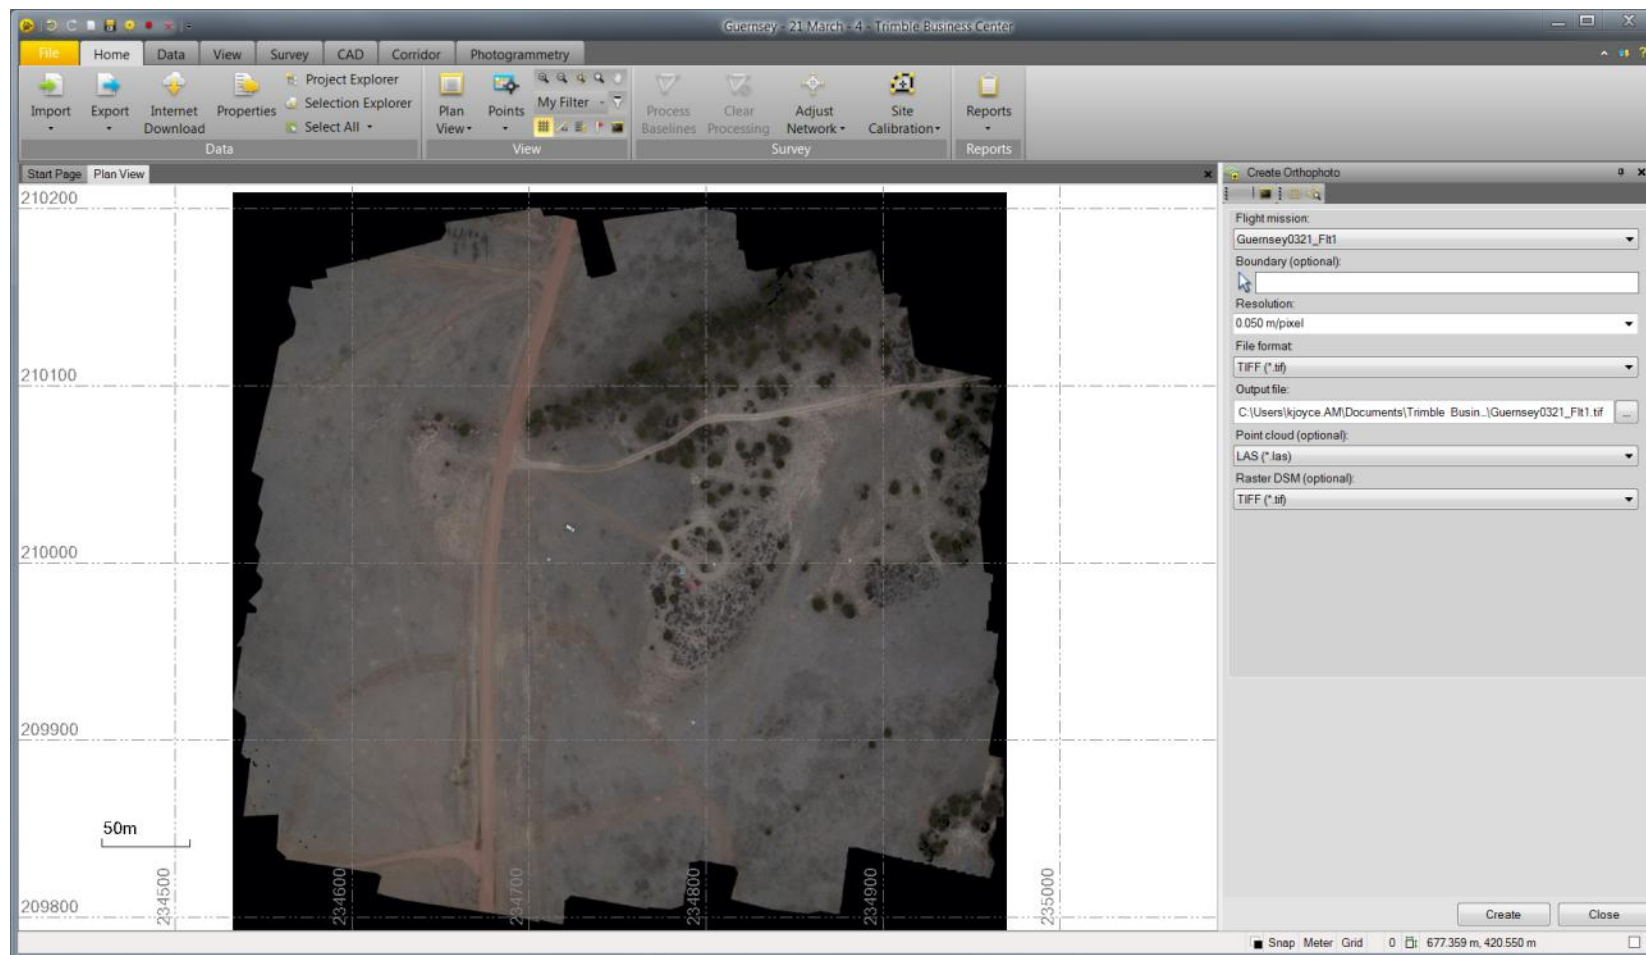 Guernsey - 21 March - 4 - Trimble Business Center
File Home Data View Survey CAD Corridor Photogrammetry
Import
Export
Internet
Download
Properties
Project Explorer
Selection Explorer
Select All
Data
Plan
View
Points
My Filter
View
Process
Baselines
Clear
Processing
Adjust
Network
Site
Calibration
Survey
Reports
Reports
Start Page Plan View
210200
210100
210000
209900
209800
50m
234500
234600
234700
234800
234900
235000
Create Orthophoto
Flight mission:
Guernsey0321_Flt1
Boundary (optional):
Resolution:
0.050 m/pixel
File format:
TIFF (*.tif)
Output file:
C:\Users\kjoyce.AM\Documents\Trimble Busin...\Guernsey0321_Flt1.tif ...
Point cloud (optional):
LAS (*.las)
Raster DSM (optional):
TIFF (*.tif)
Create Close
Snap Meter Grid 0 677.359 m, 420.550 m